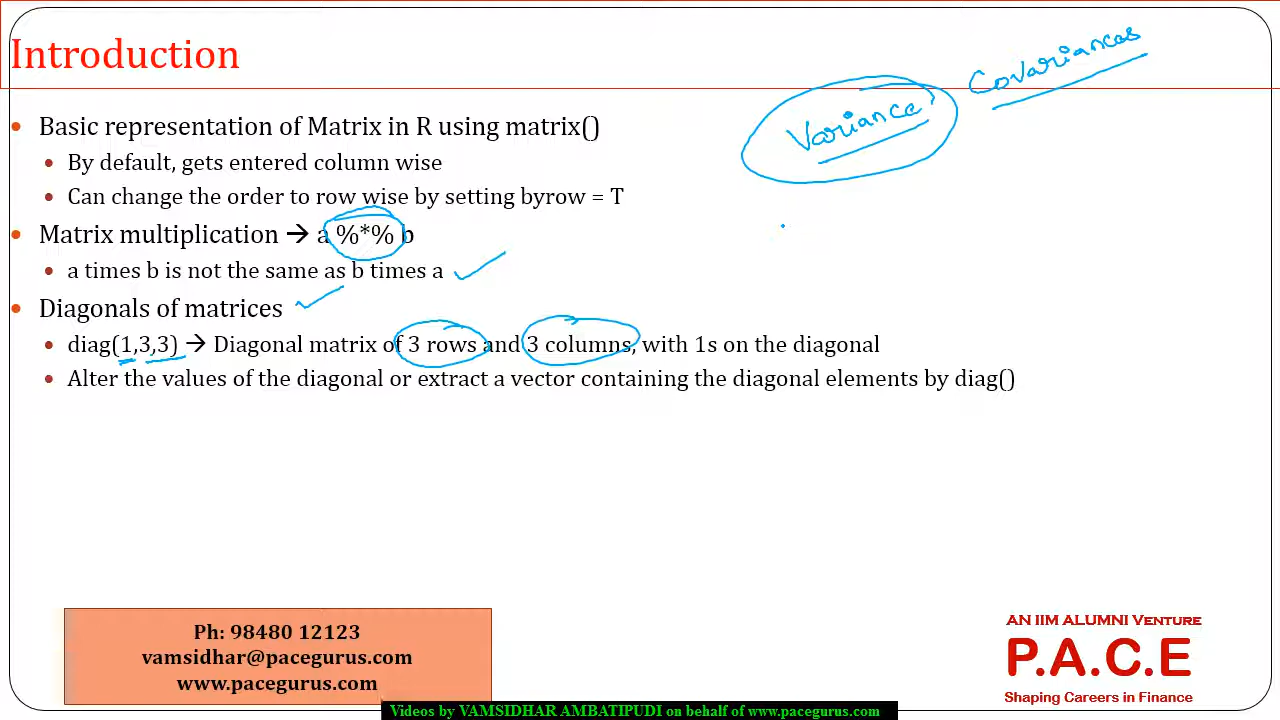 Introduction
Variance
Covariances
• Basic representation of Matrix in R using matrix()
• By default, gets entered column wise
• Can change the order to row wise by setting byrow = T
• Matrix multiplication → a %*% b
• a times b is not the same as b times a
• Diagonals of matrices
• diag(1,3,3) → Diagonal matrix of 3 rows and 3 columns, with 1s on the diagonal
• Alter the values of the diagonal or extract a vector containing the diagonal elements by diag()
Ph: 98480 12123
vamsidhar@pacegurus.com
www.pacegurus.com
AN IIM ALUMNI VENTURE
P.A.C.E
Shaping Careers in Finance
Videos by VAMSIDHAR AMBATIPUDI on behalf of www.pacegurus.com